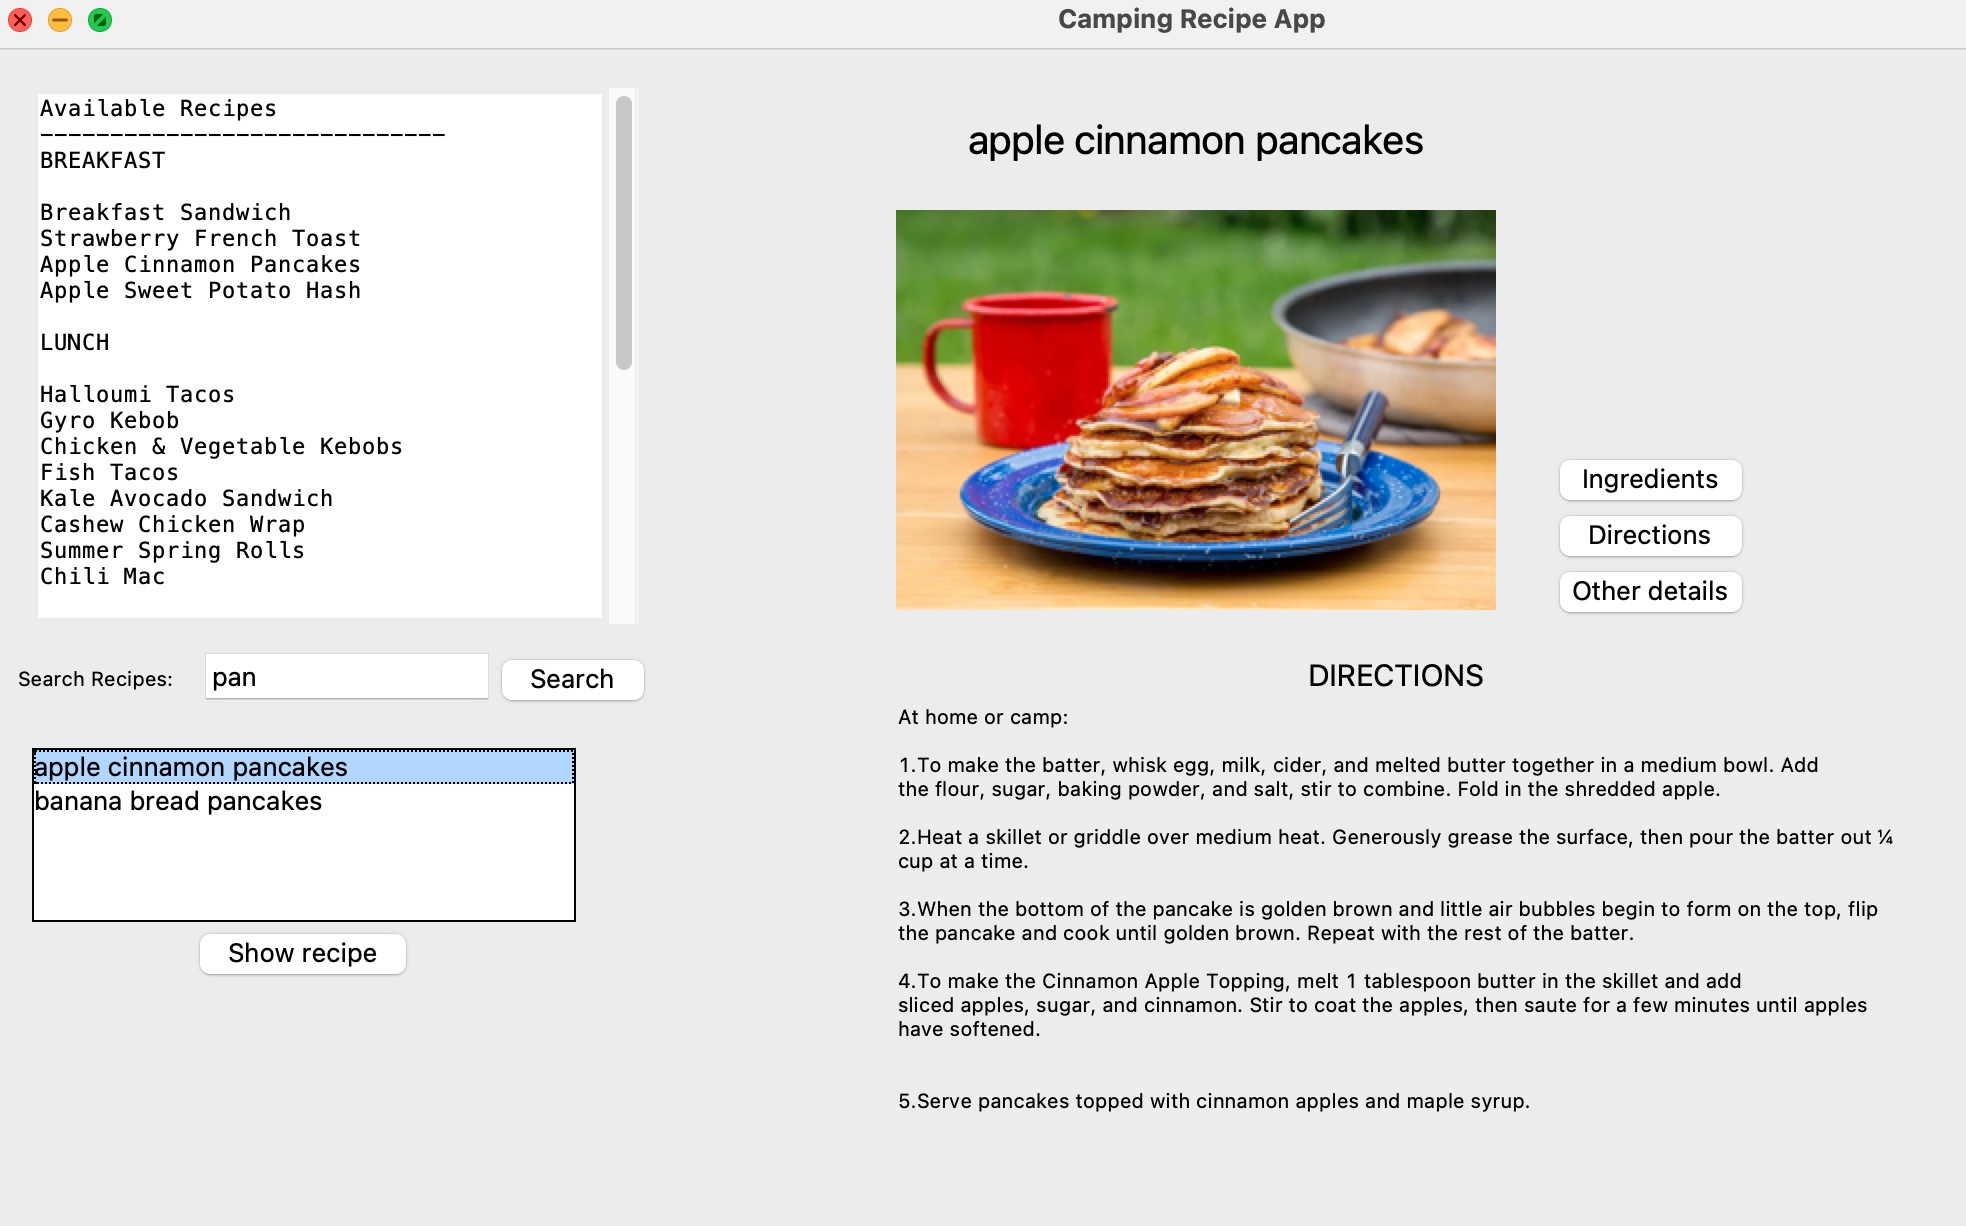 Camping Recipe App
Available Recipes
-----------------------------
BREAKFAST
Breakfast Sandwich
Strawberry French Toast
Apple Cinnamon Pancakes
Apple Sweet Potato Hash
LUNCH
Halloumi Tacos
Gyro Kebob
Chicken & Vegetable Kebobs
Fish Tacos
Kale Avocado Sandwich
Cashew Chicken Wrap
Summer Spring Rolls
Chili Mac
Search Recipes:
pan
Search
apple cinnamon pancakes
banana bread pancakes
Show recipe
apple cinnamon pancakes
Ingredients
Directions
Other details
DIRECTIONS
At home or camp:
1.To make the batter, whisk egg, milk, cider, and melted butter together in a medium bowl. Add
the flour, sugar, baking powder, and salt, stir to combine. Fold in the shredded apple.
2.Heat a skillet or griddle over medium heat. Generously grease the surface, then pour the batter out ¼
cup at a time.
3.When the bottom of the pancake is golden brown and little air bubbles begin to form on the top, flip
the pancake and cook until golden brown. Repeat with the rest of the batter.
4.To make the Cinnamon Apple Topping, melt 1 tablespoon butter in the skillet and add
sliced apples, sugar, and cinnamon. Stir to coat the apples, then saute for a few minutes until apples
have softened.
5.Serve pancakes topped with cinnamon apples and maple syrup.